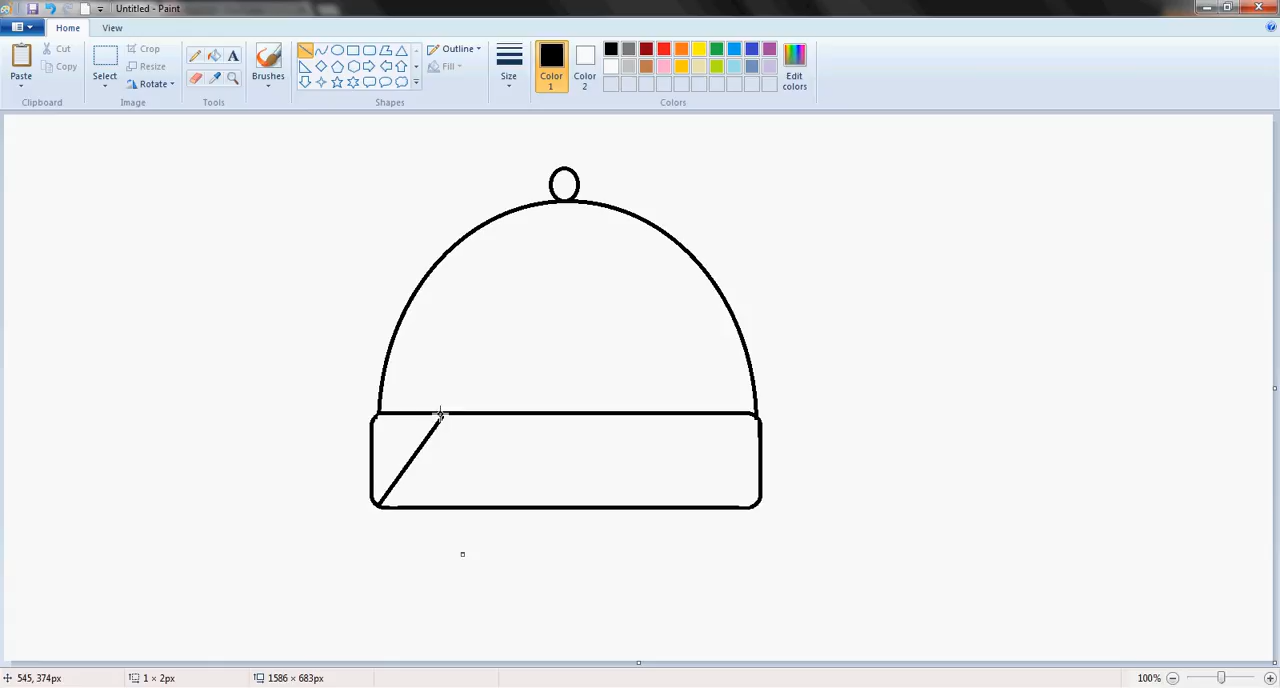 Untitled - Paint
Home View
Paste
Cut
Copy
Select
Crop
Resize
Rotate
Brushes
Outline
Fill
Size
Color 1
Color 2
Edit colors
Clipboard Image Tools Shapes Colors
545, 374px 1 × 2px 1586 × 683px 100%